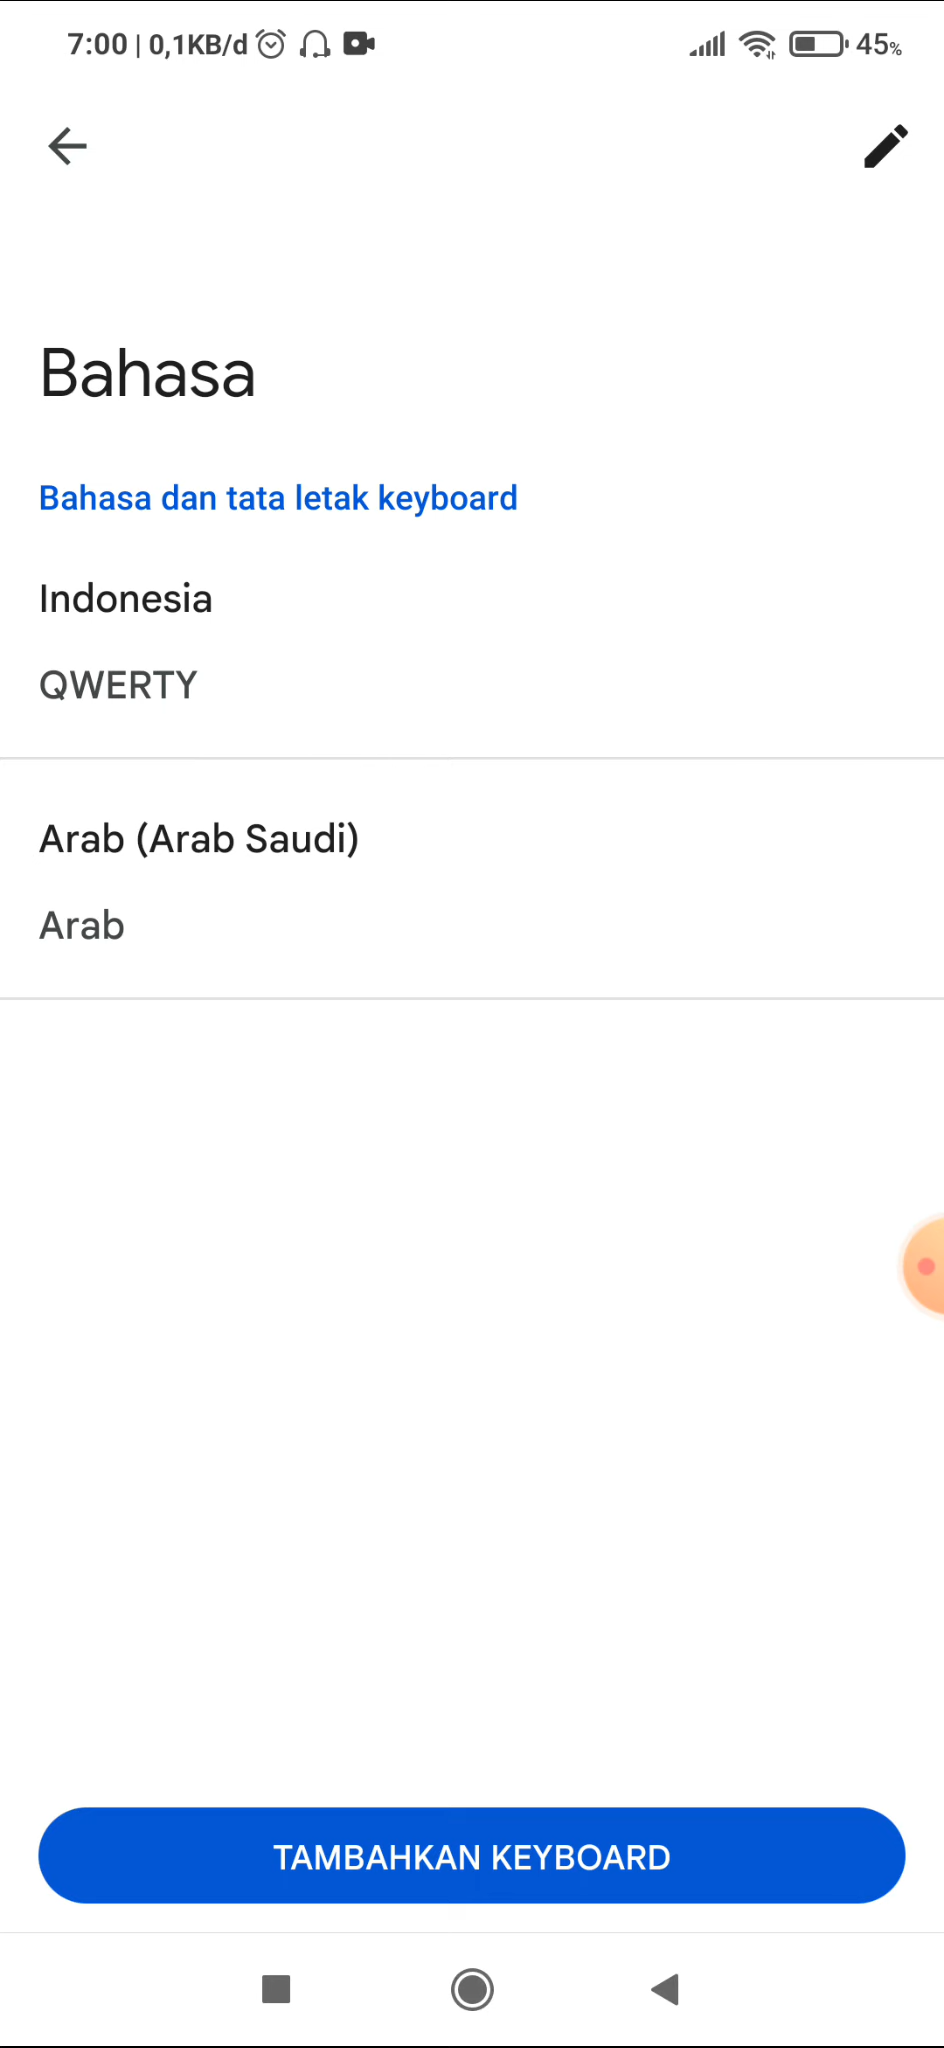 7:00 | 0,1KB/d 45%
Bahasa
Bahasa dan tata letak keyboard
Indonesia
QWERTY
Arab (Arab Saudi)
Arab
TAMBAHKAN KEYBOARD